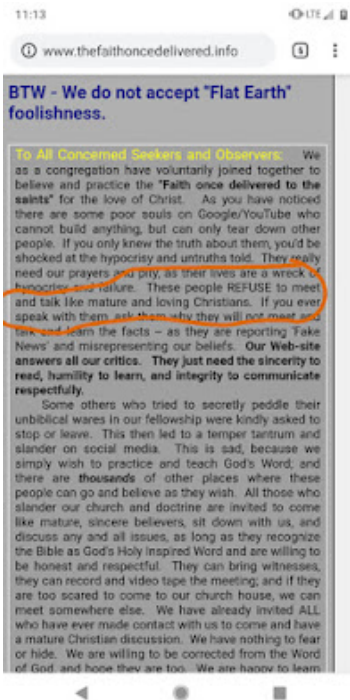 11:13
LTE
www.thefaithoncedelivered.info
BTW - We do not accept "Flat Earth"
foolishness.
To All Concerned Seekers and Observers: We
as a congregation have voluntarily joined together to
believe and practice the "Faith once delivered to the
saints" for the love of Christ. As you have noticed
there are some poor souls on Google/YouTube who
cannot build anything, but can only tear down other
people. If you only knew the truth about them, you'd be
shocked at the hypocrisy and untruths told. They really
need our prayers and pity, as their lives are a wreck of
hypocrisy and failure. These people REFUSE to meet
and talk like mature and loving Christians. If you ever
speak with them, ask them why they will not meet and
talk and learn the facts – as they are reporting 'Fake
News' and misrepresenting our beliefs. Our Web-site
answers all our critics. They just need the sincerity to
read, humility to learn, and integrity to communicate
respectfully.
Some others who tried to secretly peddle their
unbiblical wares in our fellowship were kindly asked to
stop or leave. This then led to a temper tantrum and
slander on social media. This is sad, because we
simply wish to practice and teach God's Word; and
there are thousands of other places where these
people can go and believe as they wish. All those who
slander our church and doctrine are invited to come
like mature, sincere believers, sit down with us, and
discuss any and all issues, as long as they recognize
the Bible as God's Holy Inspired Word and are willing to
be honest and respectful. They can bring witnesses,
they can record and video tape the meeting; and if they
are too scared to come to our church house, we can
meet somewhere else. We have already invited ALL
who have ever made contact with us to come and have
a mature Christian discussion. We have nothing to fear
or hide. We are willing to be corrected from the Word
of God, and hope they are too. We are happy to learn